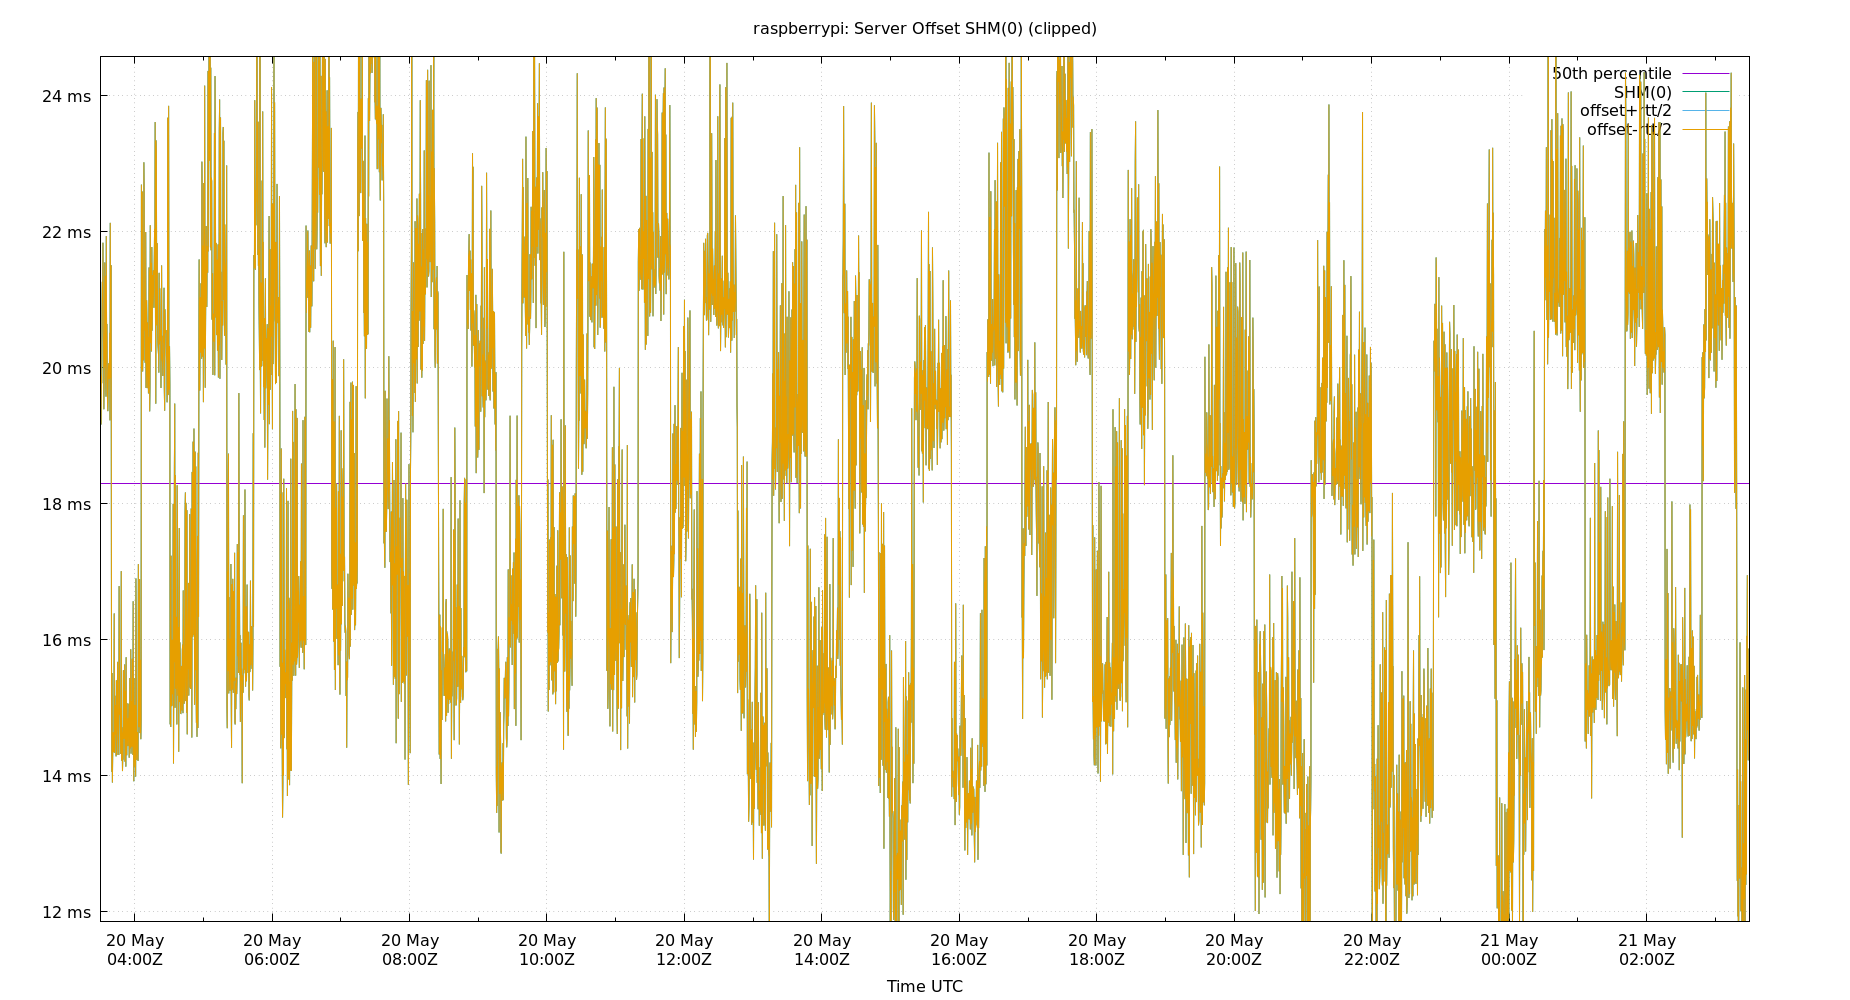 raspberrypi: Server Offset SHM(0) (clipped)
50th percentile
SHM(0)
offset+rtt/2
offset-rtt/2
24 ms
22 ms
20 ms
18 ms
16 ms
14 ms
12 ms
20 May 20 May 20 May 20 May 20 May 20 May 20 May 20 May 20 May 20 May 21 May 21 May
04:00Z 06:00Z 08:00Z 10:00Z 12:00Z 14:00Z 16:00Z 18:00Z 20:00Z 22:00Z 00:00Z 02:00Z
Time UTC